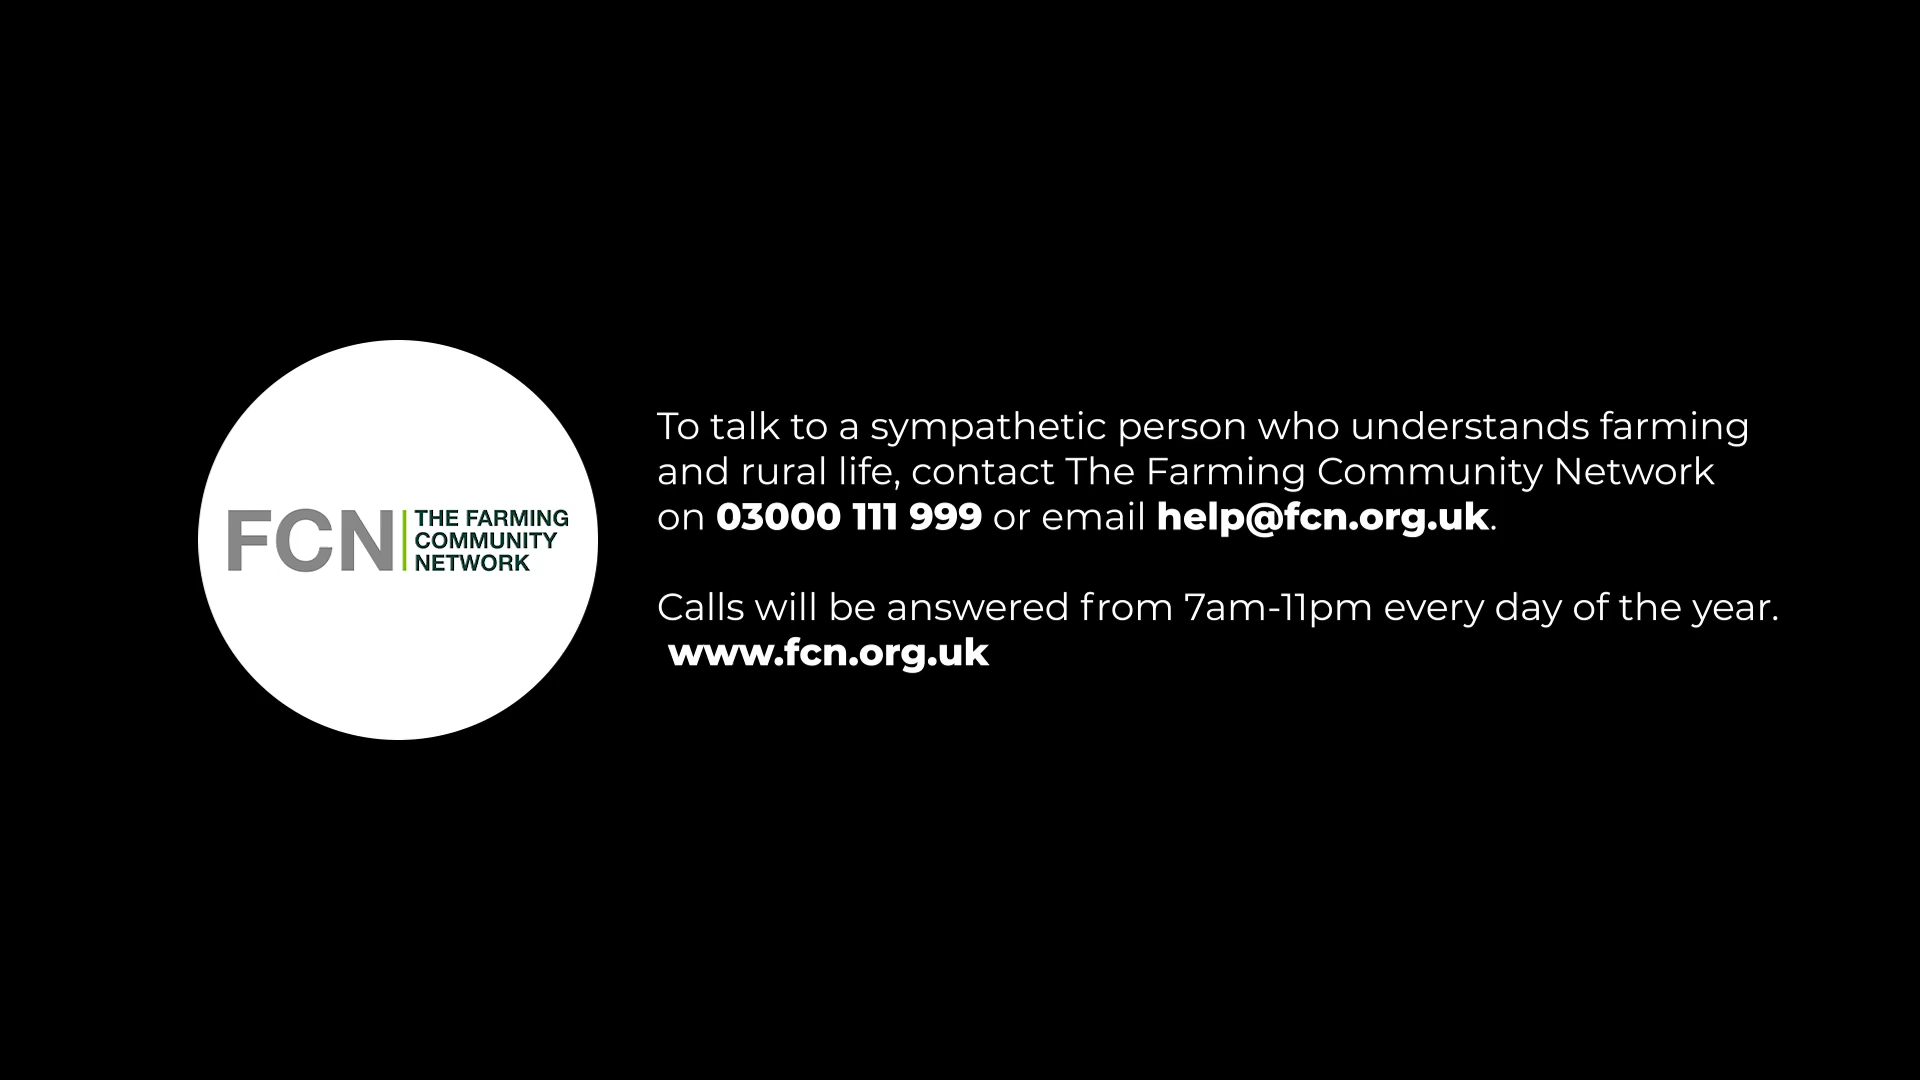 FCN
THE FARMING
COMMUNITY
NETWORK
To talk to a sympathetic person who understands farming
and rural life, contact The Farming Community Network
on 03000 111 999 or email help@fcn.org.uk.
Calls will be answered from 7am-11pm every day of the year.
www.fcn.org.uk